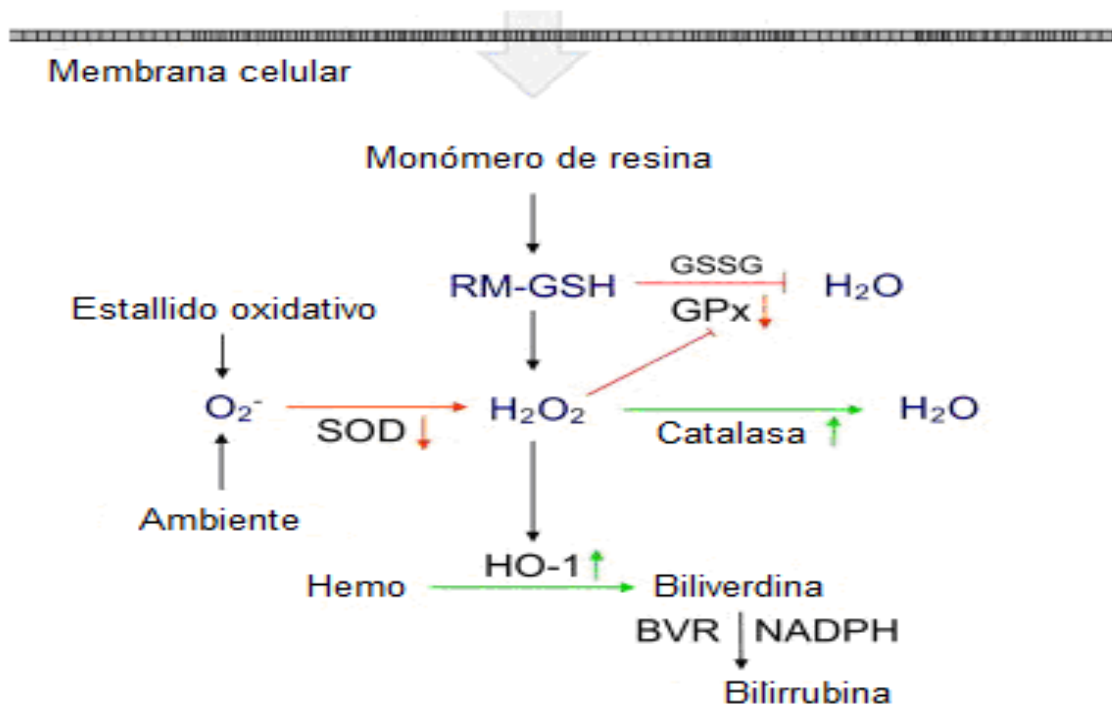 Membrana celular
Monómero de resina
GSSG
RM-GSH
H₂O
GPx
Estallido oxidativo
O₂⁻
H₂O₂
H₂O
SOD
Catalasa
Ambiente
HO-1
Hemo
Biliverdina
BVR NADPH
Bilirrubina